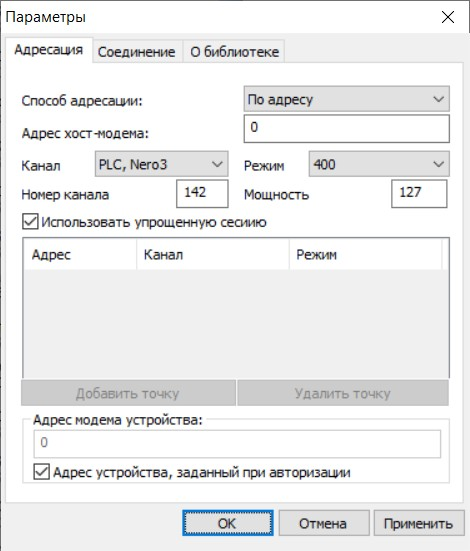 Параметры
Адресация Соединение О библиотеке
Способ адресации: По адресу
Адрес хост-модема: 0
Канал PLC, Nero3 Режим 400
Номер канала 142 Мощность 127
Использовать упрощенную сесиию
Адрес Канал Режим
Добавить точку Удалить точку
Адрес модема устройства:
0
Адрес устройства, заданный при авторизации
OK Отмена Применить